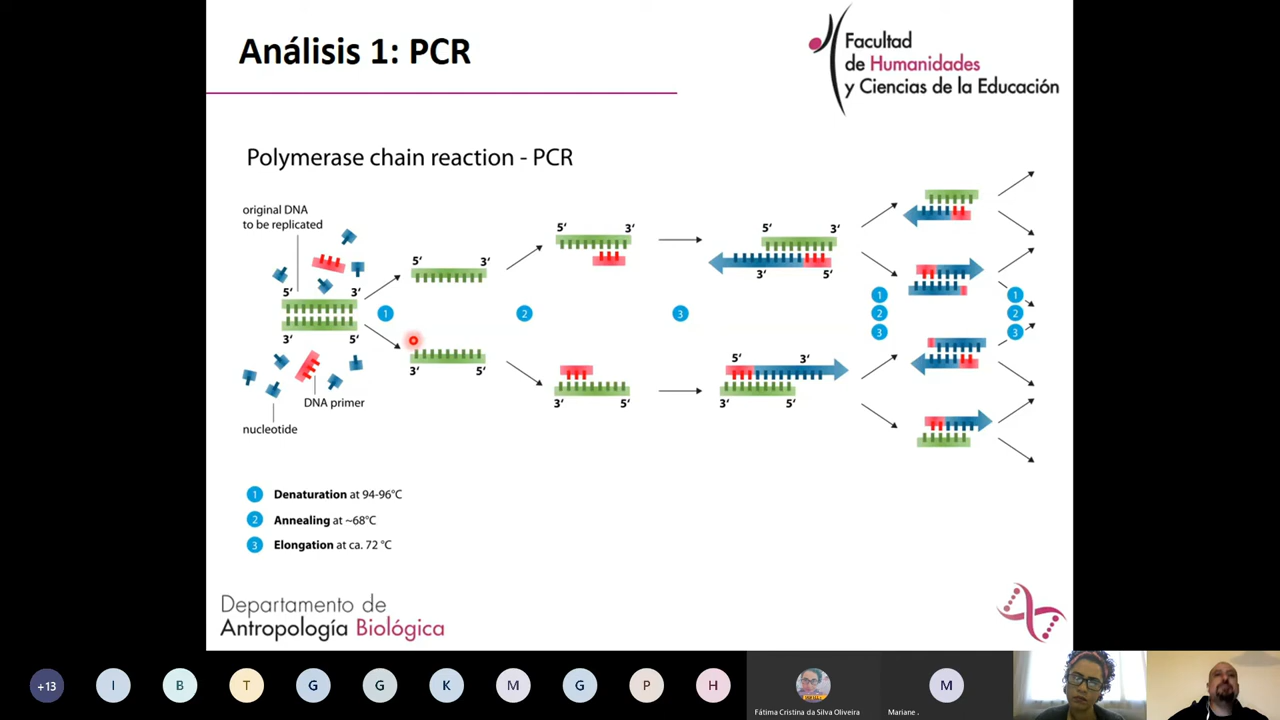 Análisis 1: PCR
Facultad
de Humanidades
y Ciencias de la Educación
Polymerase chain reaction - PCR
original DNA
to be replicated
5‘ 3‘
3‘ 5‘
DNA primer
nucleotide
1
5‘ 3‘
3‘ 5‘
2
5‘ 3‘
3‘ 5‘
3
5‘ 3‘
3‘ 5‘
5‘ 3‘
3‘ 5‘
1
2
3
1
2
3
1 Denaturation at 94-96°C
2 Annealing at ~68°C
3 Elongation at ca. 72 °C
Departamento de
Antropología Biológica
+13
I
B
T
G
G
K
M
G
P
H
Fátima Cristina da Silva Oliveira
M
Mariane .